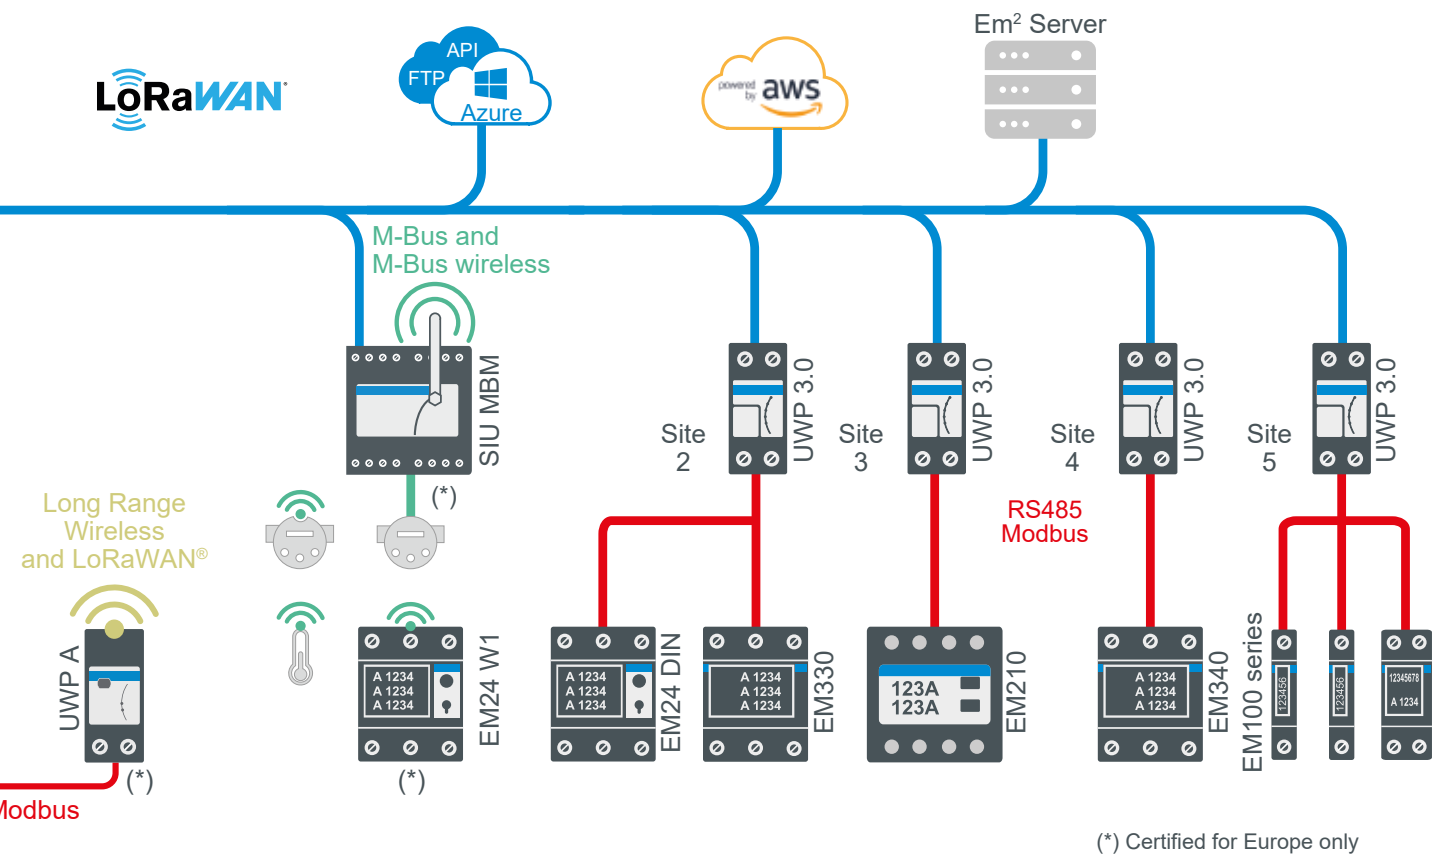 Em² Server
API
FTP
Azure
powered
by
aws
LoRaWAN
M-Bus and
M-Bus wireless
SIU MBM
(*)
Site
2
UWP 3.0
Site
3
UWP 3.0
Site
4
UWP 3.0
Site
5
UWP 3.0
RS485
Modbus
Long Range
Wireless
and LoRaWAN®
UWP A
(*)
Modbus
A 1234
A 1234
A 1234
EM24 W1
(*)
A 1234
A 1234
A 1234
EM24 DIN
A 1234
A 1234
A 1234
EM330
123A
123A
EM210
A 1234
A 1234
A 1234
EM340
EM100 series
123456
123456
12345678
A 1234
(*) Certified for Europe only